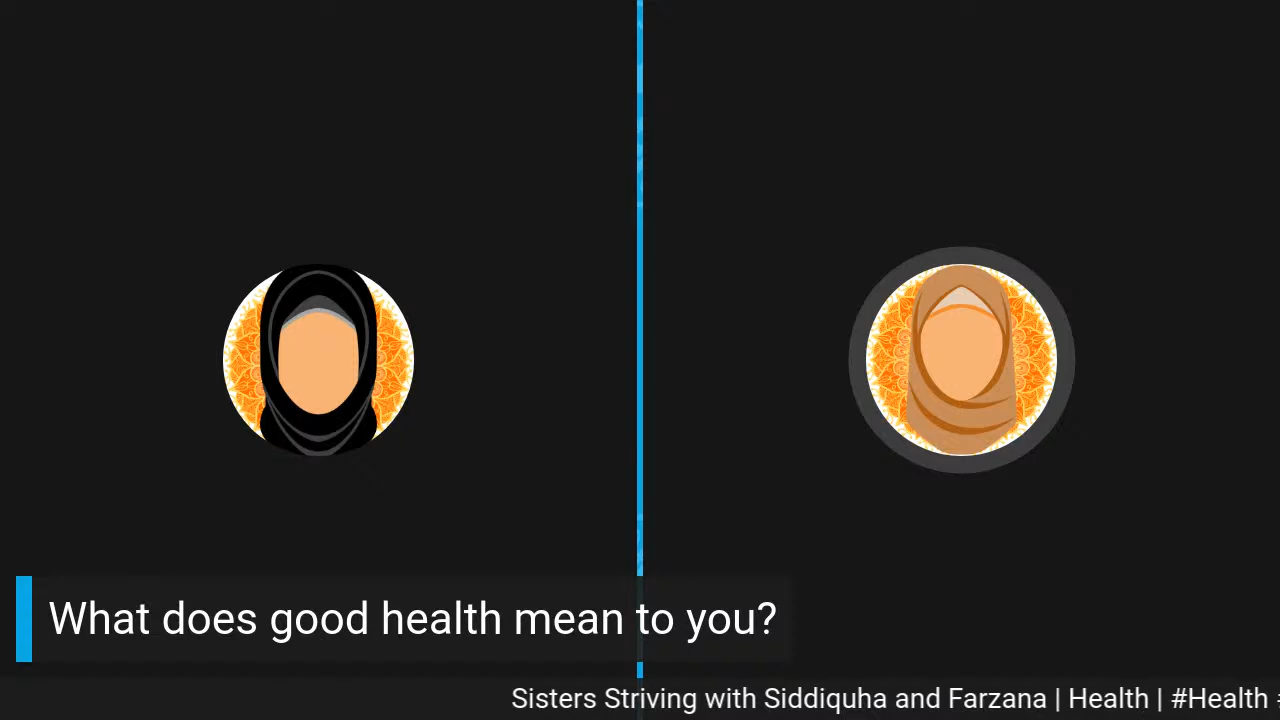 What does good health mean to you?
Sisters Striving with Siddiquha and Farzana | Health | #Health